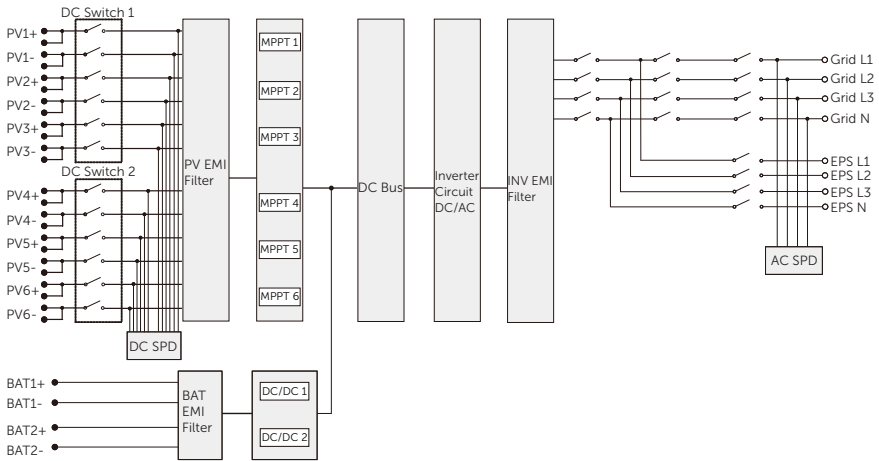 DC Switch 1
PV1+
PV1-
PV2+
PV2-
PV3+
PV3-
DC Switch 2
PV4+
PV4-
PV5+
PV5-
PV6+
PV6-
DC SPD
PV EMI
Filter
MPPT 1
MPPT 2
MPPT 3
MPPT 4
MPPT 5
MPPT 6
DC Bus
Inverter
Circuit
DC/AC
INV EMI
Filter
Grid L1
Grid L2
Grid L3
Grid N
EPS L1
EPS L2
EPS L3
EPS N
AC SPD
BAT1+
BAT1-
BAT2+
BAT2-
BAT
EMI
Filter
DC/DC 1
DC/DC 2